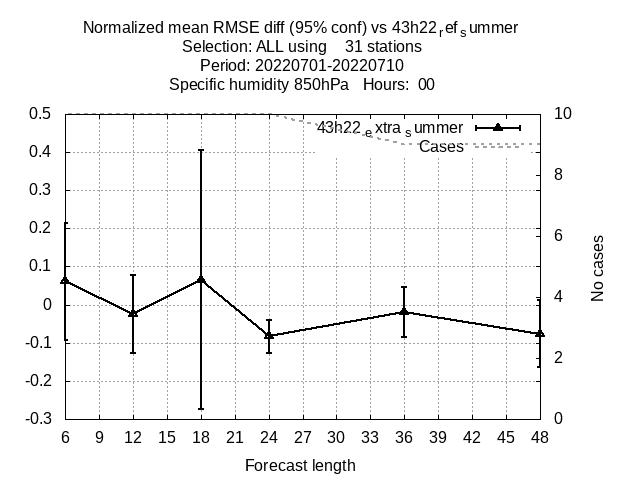 Normalized mean RMSE diff (95% conf) vs 43h22refsummer
Selection: ALL using 31 stations
Period: 20220701-20220710
Specific humidity 850hPa Hours: 00
43h22extrasummer
Cases
0.5
0.4
0.3
0.2
0.1
0
-0.1
-0.2
-0.3
10
8
6
4
2
0
No cases
6 9 12 15 18 21 24 27 30 33 36 39 42 45 48
Forecast length